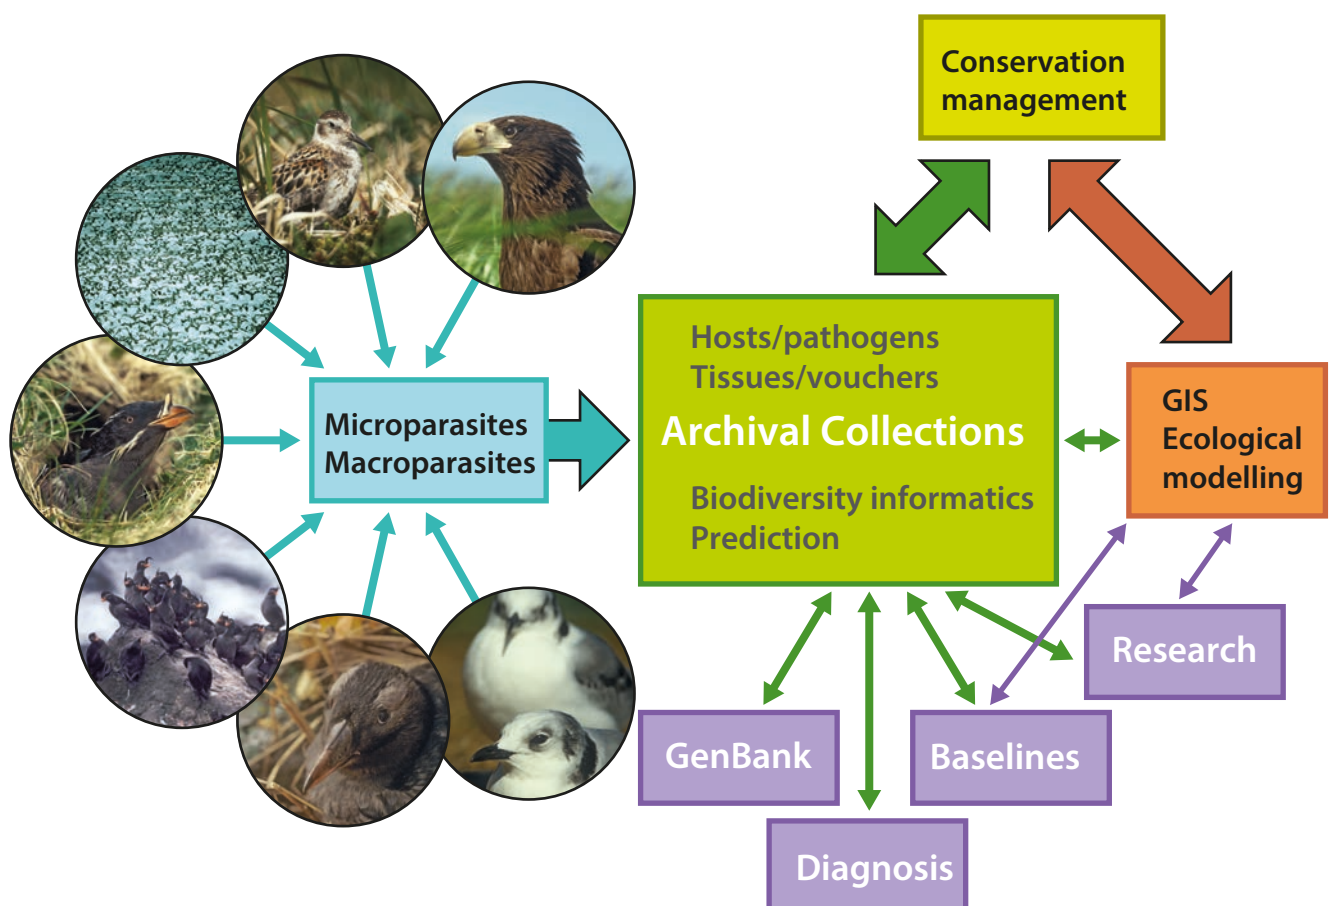 Conservation
management
Hosts/pathogens
Tissues/vouchers
Archival Collections
Biodiversity informatics
Prediction
Microparasites
Macroparasites
GIS
Ecological
modelling
Research
GenBank
Baselines
Diagnosis